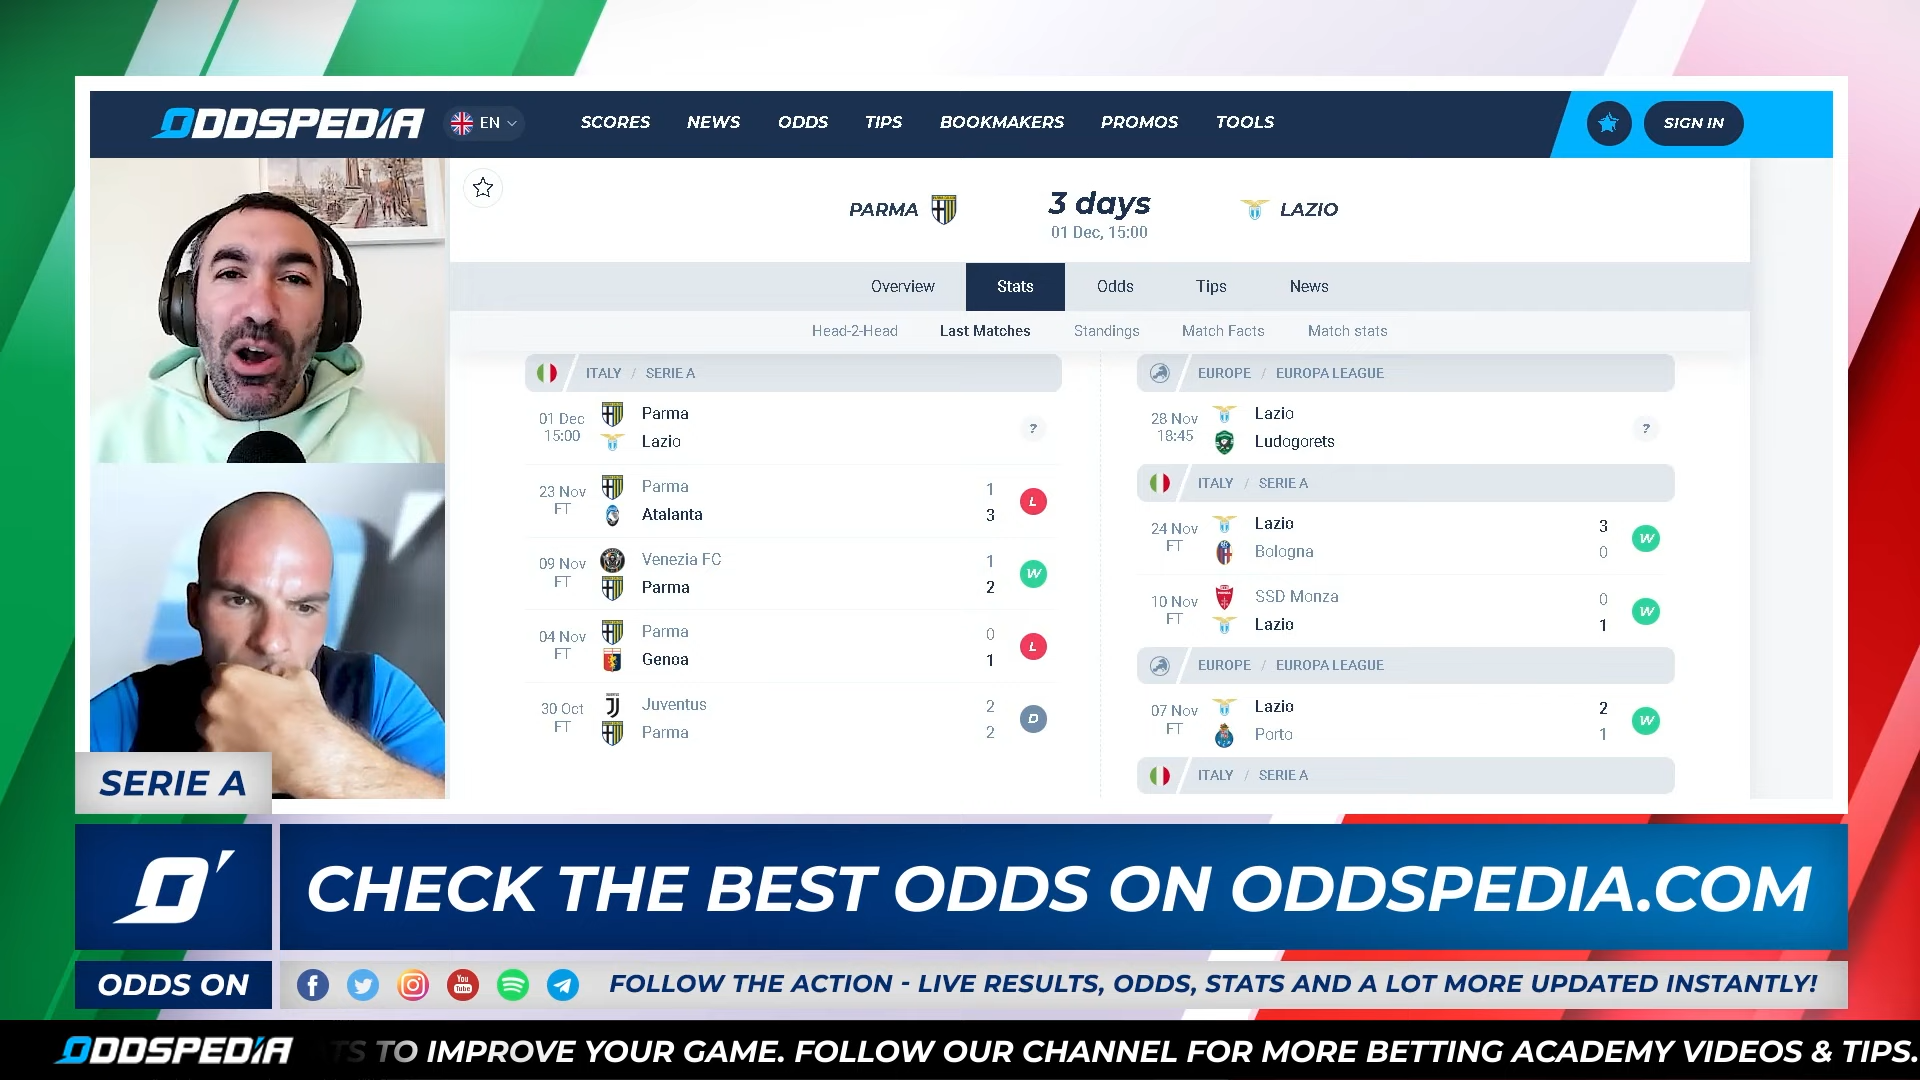 ODDSPEDIA
EN
SCORES NEWS ODDS TIPS BOOKMAKERS PROMOS TOOLS
SIGN IN
PARMA
3 days
01 Dec, 15:00
LAZIO
Overview Stats Odds Tips News
Head-2-Head Last Matches Standings Match Facts Match stats
ITALY / SERIE A
01 Dec
15:00
Parma
Lazio
?
23 Nov
FT
Parma 1
Atalanta 3
L
09 Nov
FT
Venezia FC 1
Parma 2
W
04 Nov
FT
Parma 0
Genoa 1
L
30 Oct
FT
Juventus 2
Parma 2
D
EUROPE / EUROPA LEAGUE
28 Nov
18:45
Lazio
Ludogorets
?
ITALY / SERIE A
24 Nov
FT
Lazio 3
Bologna 0
W
10 Nov
FT
SSD Monza 0
Lazio 1
W
EUROPE / EUROPA LEAGUE
07 Nov
FT
Lazio 2
Porto 1
W
ITALY / SERIE A
SERIE A
CHECK THE BEST ODDS ON ODDSPEDIA.COM
ODDS ON
You Tube
FOLLOW THE ACTION - LIVE RESULTS, ODDS, STATS AND A LOT MORE UPDATED INSTANTLY!
ODDSPEDIA
TO IMPROVE YOUR GAME. FOLLOW OUR CHANNEL FOR MORE BETTING ACADEMY VIDEOS & TIPS.